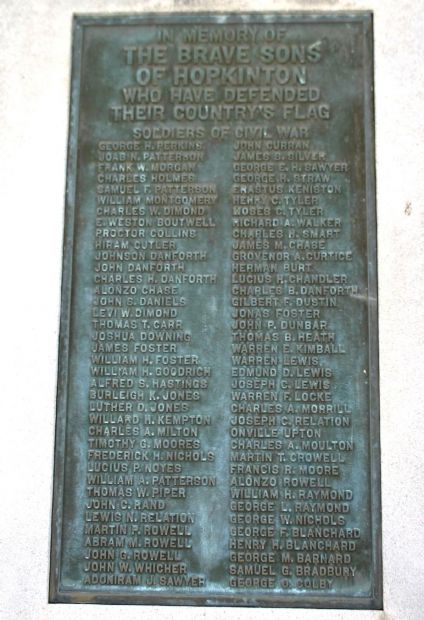 IN MEMORY OF
THE BRAVE SONS
OF HOPKINTON
WHO HAVE DEFENDED
THEIR COUNTRY'S FLAG
SOLDIERS OF CIVIL WAR
GEORGE H. PERKINS
JOAB N. PATTERSON
FRANK W. MORGAN
CHARLES HOLMES
SAMUEL F. PATTERSON
WILLIAM MONTGOMERY
CHARLES W. DIMOND
E. WESTON BOUTWELL
PROCTOR COLLINS
HIRAM CUTLER
JOHNSON DANFORTH
JOHN DANFORTH
CHARLES H. DANFORTH
ALONZO CHASE
JOHN S. DANIELS
LEVI W. DIMOND
THOMAS T. CARR
JOSHUA DOWNING
JAMES FOSTER
WILLIAM H. FOSTER
WILLIAM H. GOODRICH
ALFRED S. HASTINGS
BURLEIGH K. JONES
LUTHER D. JONES
WILLARD H. KEMPTON
CHARLES A. MILTON
TIMOTHY G. MOORES
FREDERICK H. NICHOLS
LUCIUS P. NOYES
WILLIAM A. PATTERSON
THOMAS W. PIPER
JOHN C. RAND
LEWIS N. RELATION
MARTIN P. ROWELL
ABRAM M. ROWELL
JOHN G. ROWELL
JOHN W. WHICHER
ADONIRAM J. SAWYER
JOHN CURRAN
JAMES S. SILVER
GEORGE E. H. SAWYER
GEORGE H. STRAW
ERASTUS KENISTON
HENRY C. TYLER
MOSES C. TYLER
RICHARD A. WALKER
CHARLES H. SMART
JAMES M. CHASE
GROVENOR A. CURTICE
HERMAN BURT
LUCIUS H. CHANDLER
CHARLES B. DANFORTH
GILBERT F. DUSTIN
JONAS FOSTER
JOHN P. DUNBAR
THOMAS B. HEATH
WARREN E. KIMBALL
WARREN LEWIS
EDMUND D. LEWIS
JOSEPH C. LEWIS
WARREN F. LOCKE
CHARLES A. MORRILL
JOSEPH C. RELATION
ONVILLE UPTON
CHARLES A. MOULTON
MARTIN T. CROWELL
FRANCIS R. MOORE
ALONZO ROWELL
WILLIAM H. RAYMOND
GEORGE L. RAYMOND
GEORGE W. NICHOLS
GEORGE F. BLANCHARD
HENRY H. BLANCHARD
GEORGE M. BARNARD
SAMUEL G. BRADBURY
GEORGE O. COLBY